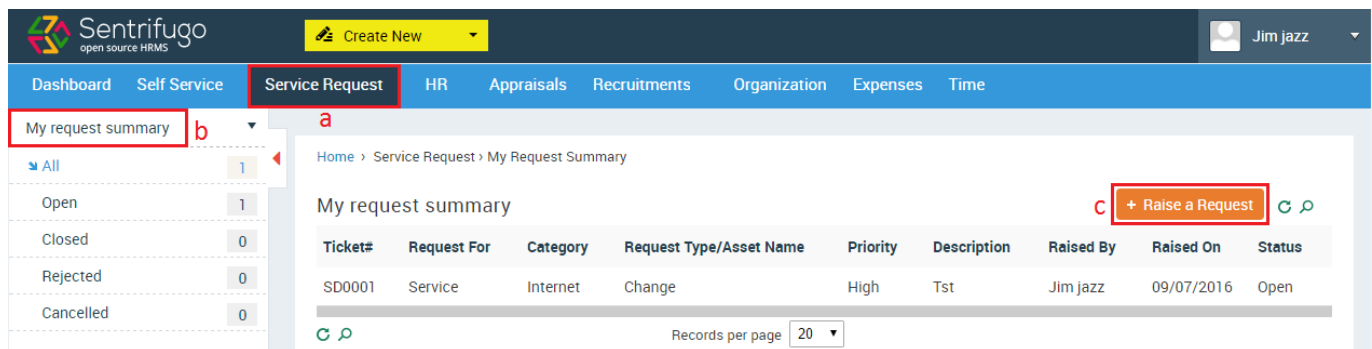 Sentrifugo
open source HRMS
Create New
Jim jazz
Dashboard Self Service Service Request HR Appraisals Recruitments Organization Expenses Time
a
My request summary b
All 1
Open 1
Closed 0
Rejected 0
Cancelled 0
Home › Service Request › My Request Summary
My request summary
c + Raise a Request
Ticket# Request For Category Request Type/Asset Name Priority Description Raised By Raised On Status
SD0001 Service Internet Change High Tst Jim jazz 09/07/2016 Open
Records per page 20